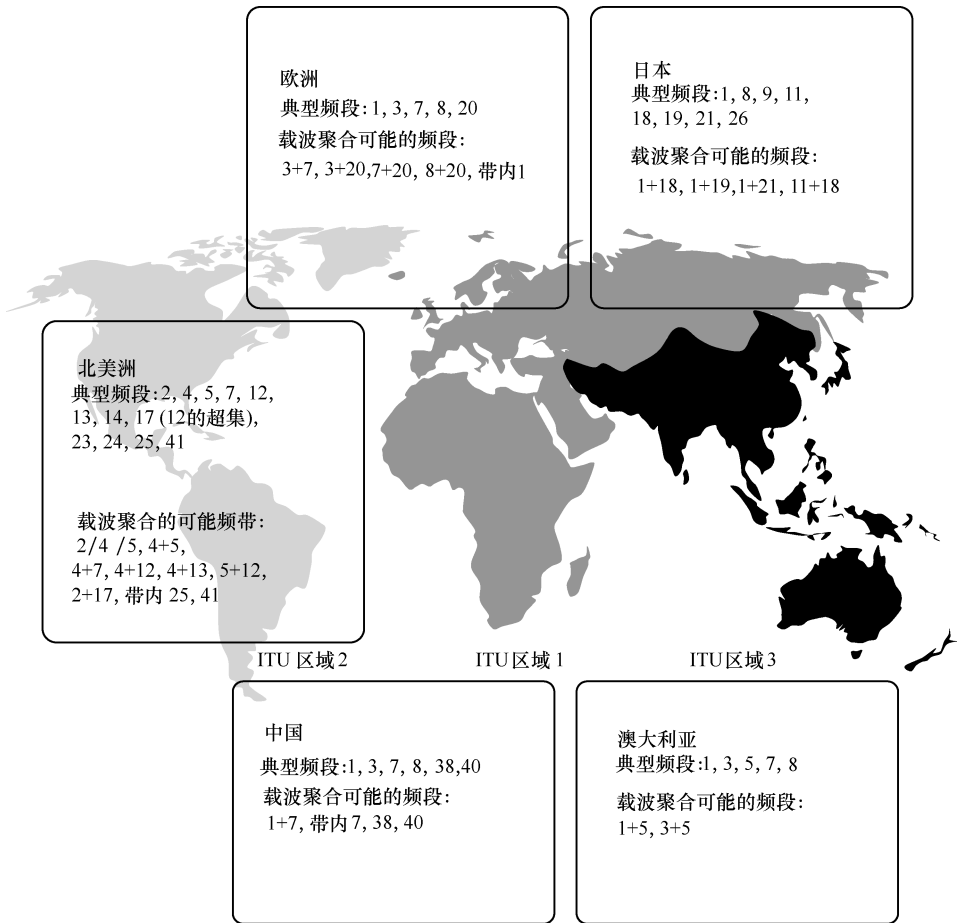 欧洲
典型频段:1, 3, 7, 8, 20
载波聚合可能的频段:
3+7, 3+20,7+20, 8+20, 带内1
日本
典型频段:1, 8, 9, 11,
18, 19, 21, 26
载波聚合可能的频段:
1+18, 1+19,1+21, 11+18
北美洲
典型频段:2, 4, 5, 7, 12,
13, 14, 17 (12的超集),
23, 24, 25, 41
载波聚合的可能频带:
2/4 /5, 4+5,
4+7, 4+12, 4+13, 5+12,
2+17, 带内 25, 41
ITU 区域2
ITU区域1
ITU区域3
中国
典型频段:1, 3, 7, 8, 38,40
载波聚合可能的频段:
1+7, 带内7, 38, 40
澳大利亚
典型频段:1, 3, 5, 7, 8
载波聚合可能的频段:
1+5, 3+5